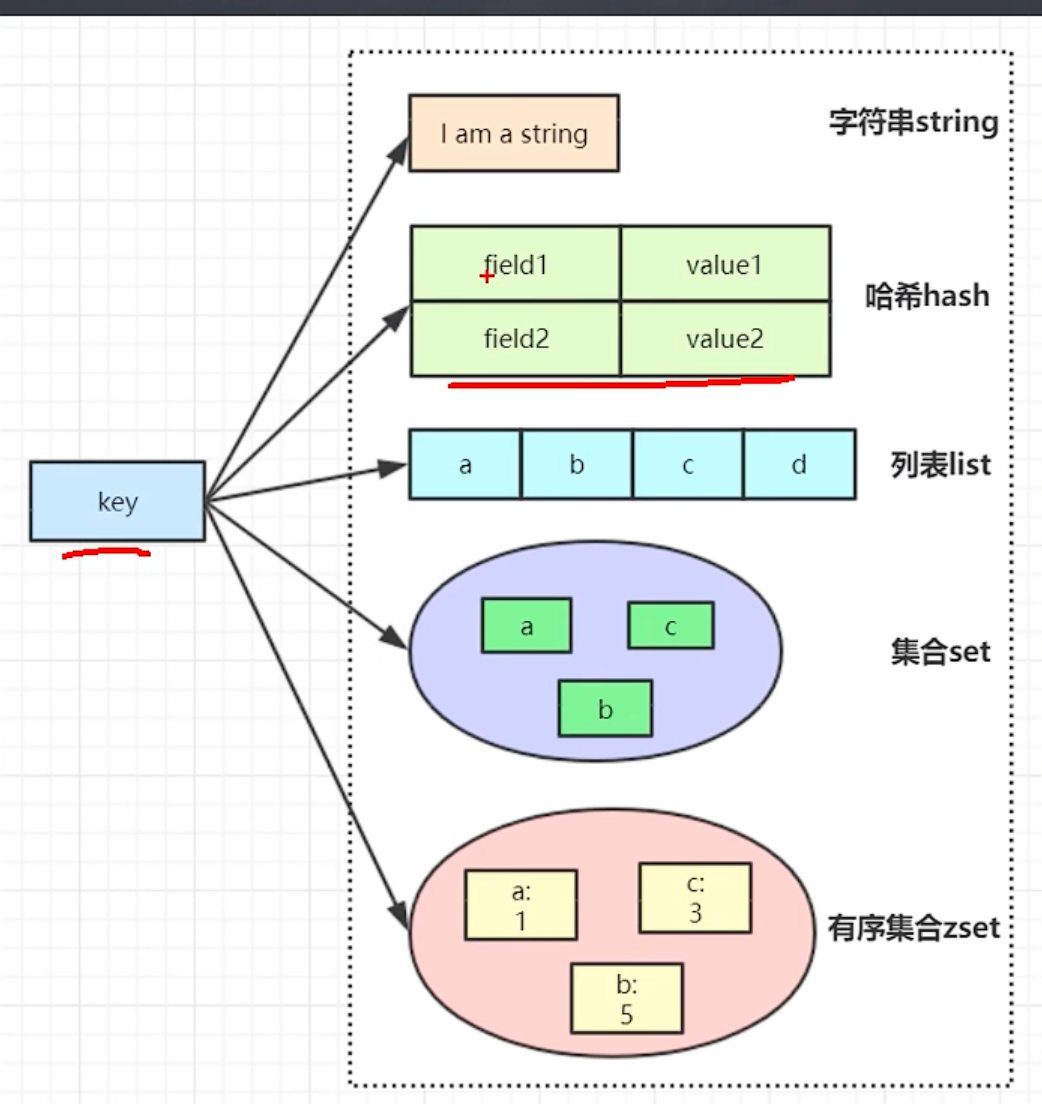 I am a string
字符串string
field1
value1
哈希hash
field2
value2
key
a
b
c
d
列表list
a
c
b
集合set
a:
1
c:
3
b:
5
有序集合zset